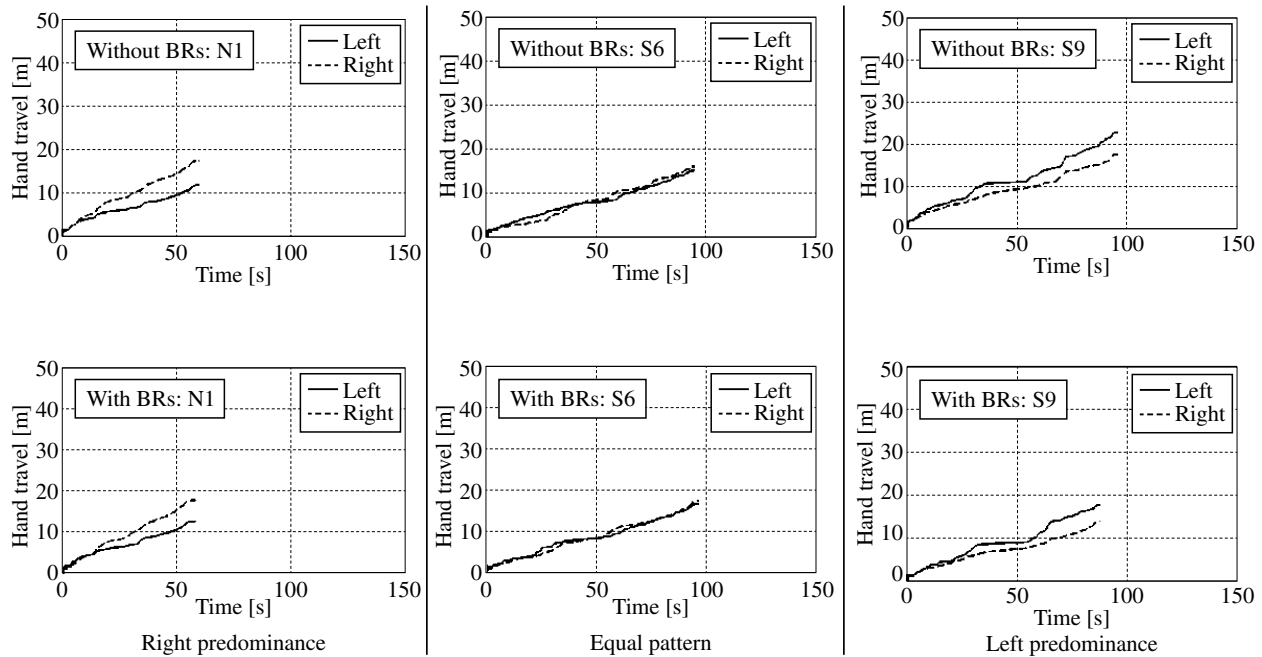 Without BRs: N1
Left
Right
Hand travel [m]
50
40
30
20
10
0
0 50 100 150
Time [s]
Without BRs: S6
Left
Right
Hand travel [m]
50
40
30
20
10
0
0 50 100 150
Time [s]
Without BRs: S9
Left
Right
Hand travel [m]
50
40
30
20
10
0
0 50 100 150
Time [s]
With BRs: N1
Left
Right
Hand travel [m]
50
40
30
20
10
0
0 50 100 150
Time [s]
Right predominance
With BRs: S6
Left
Right
Hand travel [m]
50
40
30
20
10
0
0 50 100 150
Time [s]
Equal pattern
With BRs: S9
Left
Right
Hand travel [m]
50
40
30
20
10
0
0 50 100 150
Time [s]
Left predominance